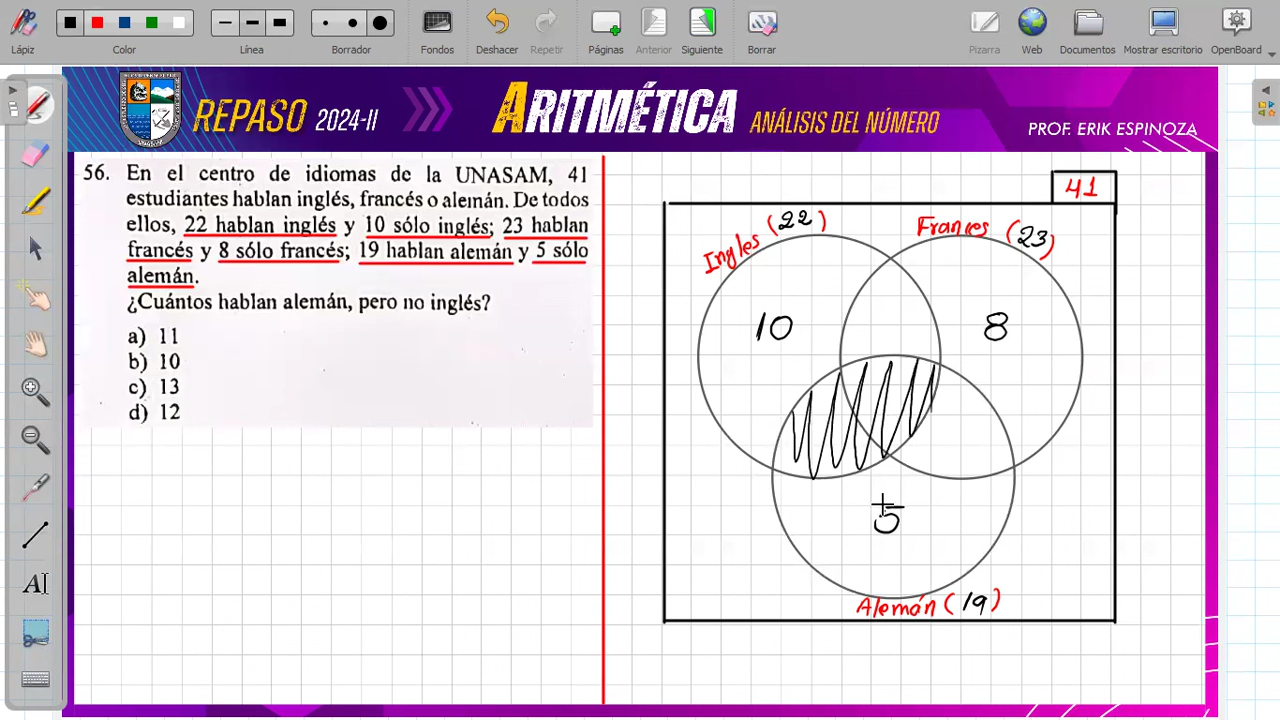 Lápiz
Color
Línea
Borrador
Fondos
Deshacer
Repetir
Páginas
Anterior
Siguiente
Borrar
Pizarra
Web
Documentos
Mostrar escritorio
OpenBoard
REPASO 2024-II
ARITMÉTICA
ANÁLISIS DEL NÚMERO
PROF. ERIK ESPINOZA
56. En el centro de idiomas de la UNASAM, 41
estudiantes hablan inglés, francés o alemán. De todos
ellos, 22 hablan inglés y 10 sólo inglés; 23 hablan
francés y 8 sólo francés; 19 hablan alemán y 5 sólo
alemán.
¿Cuántos hablan alemán, pero no inglés?
a) 11
b) 10
c) 13
d) 12
41
Ingles (22)
Frances (23)
10
8
5
Alemán (19)